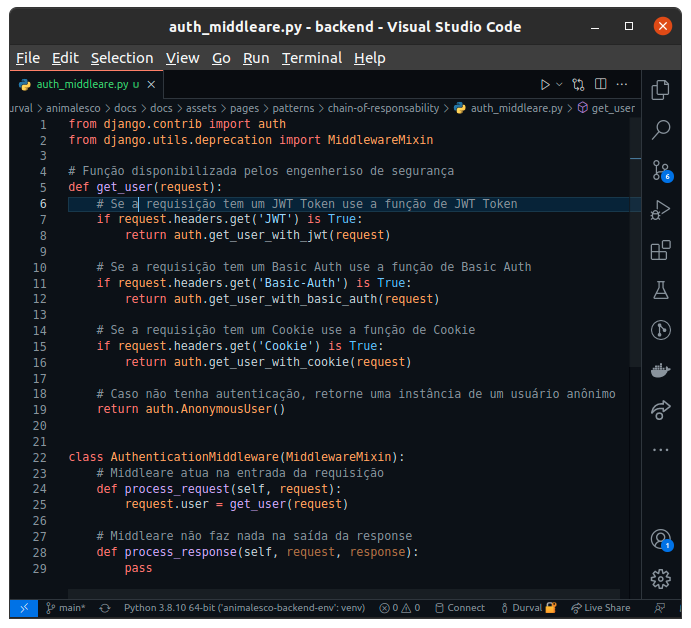 auth_middleare.py - backend - Visual Studio Code
File Edit Selection View Go Run Terminal Help
auth_middleare.py U
durval > animalesco > docs > docs > assets > pages > patterns > chain-of-responsability > auth_middleare.py > get_user
1 from django.contrib import auth
2 from django.utils.deprecation import MiddlewareMixin
3
4 # Função disponibilizada pelos engenheriso de segurança
5 def get_user(request):
6 # Se a requisição tem um JWT Token use a função de JWT Token
7 if request.headers.get('JWT') is True:
8 return auth.get_user_with_jwt(request)
9
10 # Se a requisição tem um Basic Auth use a função de Basic Auth
11 if request.headers.get('Basic-Auth') is True:
12 return auth.get_user_with_basic_auth(request)
13
14 # Se a requisição tem um Cookie use a função de Cookie
15 if request.headers.get('Cookie') is True:
16 return auth.get_user_with_cookie(request)
17
18 # Caso não tenha autenticação, retorne uma instância de um usuário anônimo
19 return auth.AnonymousUser()
20
21
22 class AuthenticationMiddleware(MiddlewareMixin):
23 # Middleare atua na entrada da requisição
24 def process_request(self, request):
25 request.user = get_user(request)
26
27 # Middleare não faz nada na saída da response
28 def process_response(self, request, response):
29 pass
6
1
main* Python 3.8.10 64-bit ('animalesco-backend-env': venv) 0 0 Connect Durval Live Share